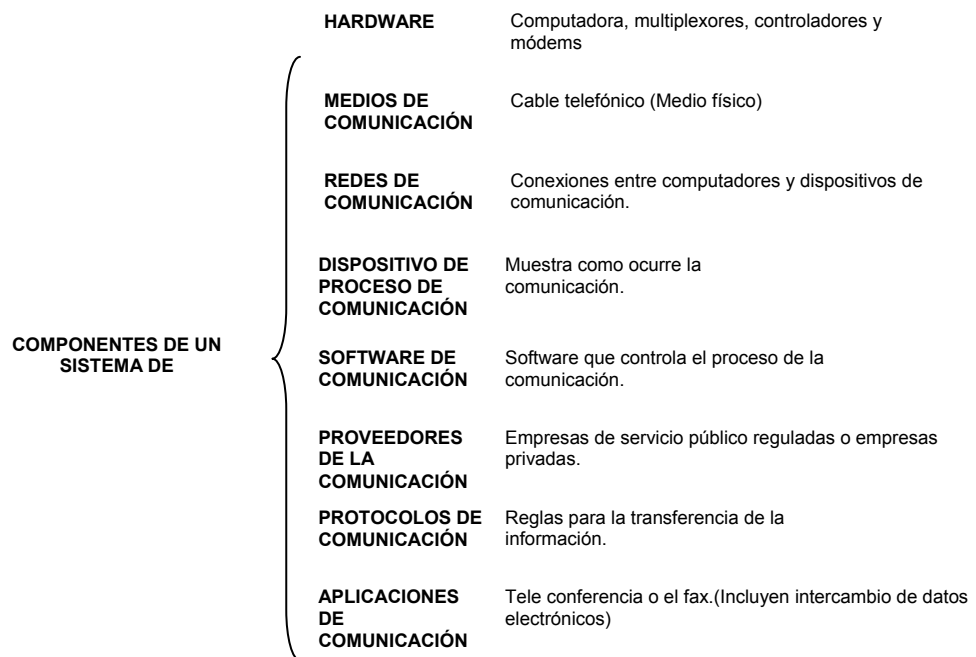 HARDWARE Computadora, multiplexores, controladores y
módems
MEDIOS DE Cable telefónico (Medio físico)
COMUNICACIÓN
REDES DE Conexiones entre computadores y dispositivos de
COMUNICACIÓN comunicación.
DISPOSITIVO DE Muestra como ocurre la
PROCESO DE comunicación.
COMUNICACIÓN
COMPONENTES DE UN
SISTEMA DE
SOFTWARE DE Software que controla el proceso de la
COMUNICACIÓN comunicación.
PROVEEDORES Empresas de servicio público reguladas o empresas
DE LA privadas.
COMUNICACIÓN
PROTOCOLOS DE Reglas para la transferencia de la
COMUNICACIÓN información.
APLICACIONES Tele conferencia o el fax.(Incluyen intercambio de datos
DE electrónicos)
COMUNICACIÓN